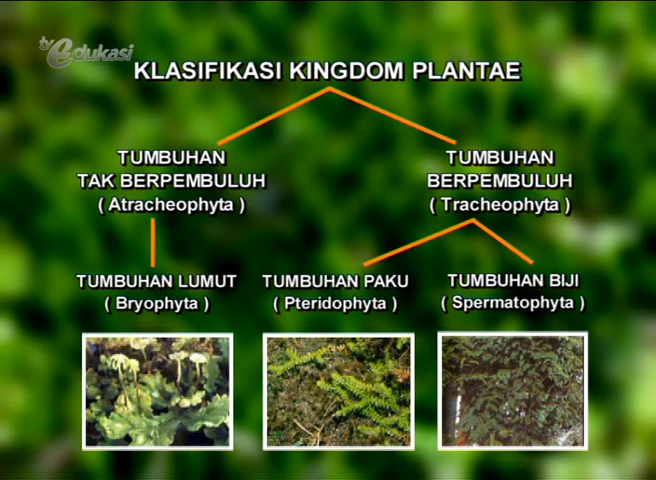 tv edukasi
KLASIFIKASI KINGDOM PLANTAE
TUMBUHAN
TAK BERPEMBULUH
( Atracheophyta )
TUMBUHAN
BERPEMBULUH
( Tracheophyta )
TUMBUHAN LUMUT
( Bryophyta )
TUMBUHAN PAKU
( Pteridophyta )
TUMBUHAN BIJI
( Spermatophyta )